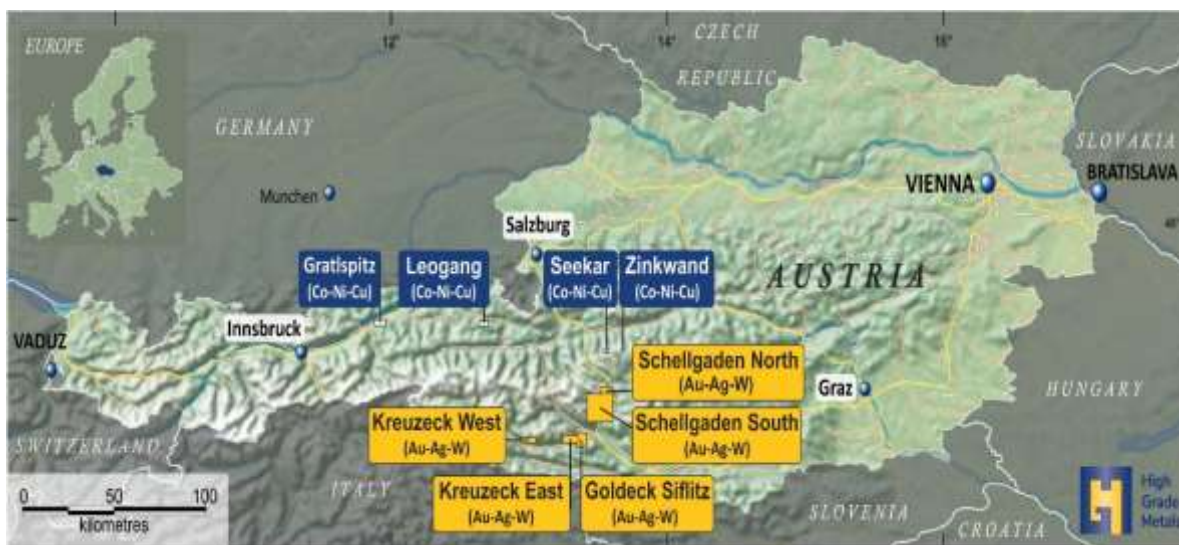 EUROPE
12°
14°
16°
CZECH
REPUBLIC
GERMANY
SLOVAKIA
BRATISLAVA
VIENNA
Munchen
48°
Salzburg
Gratlspitz
(Co-Ni-Cu)
Leogang
(Co-Ni-Cu)
Seekar
(Co-Ni-Cu)
Zinkwand
(Co-Ni-Cu)
AUSTRIA
VADUZ
Innsbruck
Schellgaden North
(Au-Ag-W)
Graz
HUNGARY
Kreuzeck West
(Au-Ag-W)
Schellgaden South
(Au-Ag-W)
SWITZERLAND
ITALY
Kreuzeck East
(Au-Ag-W)
Goldeck Siflitz
(Au-Ag-W)
SLOVENIA
CROATIA
0 50 100
kilometres
High
Grade
Metals